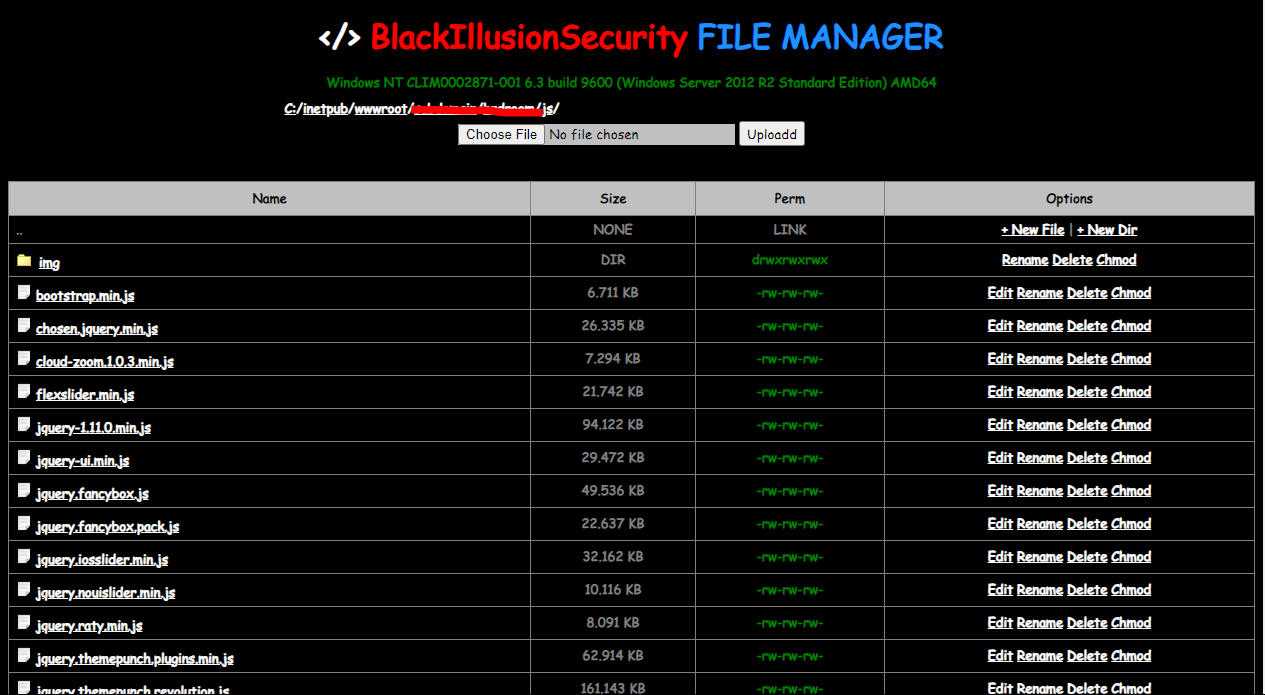 </> BlackIllusionSecurity FILE MANAGER
Windows NT CLIM0002871-001 6.3 build 9600 (Windows Server 2012 R2 Standard Edition) AMD64
C:/inetpub/wwwroot/ js/
Choose File No file chosen Uploadd
Name Size Perm Options
.. NONE LINK + New File | + New Dir
img DIR drwxrwxrwx Rename Delete Chmod
bootstrap.min.js 6.711 KB -rw-rw-rw- Edit Rename Delete Chmod
chosen.jquery.min.js 26.335 KB -rw-rw-rw- Edit Rename Delete Chmod
cloud-zoom.1.0.3.min.js 7.294 KB -rw-rw-rw- Edit Rename Delete Chmod
flexslider.min.js 21.742 KB -rw-rw-rw- Edit Rename Delete Chmod
jquery-1.11.0.min.js 94.122 KB -rw-rw-rw- Edit Rename Delete Chmod
jquery-ui.min.js 29.472 KB -rw-rw-rw- Edit Rename Delete Chmod
jquery.fancybox.js 49.536 KB -rw-rw-rw- Edit Rename Delete Chmod
jquery.fancybox.pack.js 22.637 KB -rw-rw-rw- Edit Rename Delete Chmod
jquery.iosslider.min.js 32.162 KB -rw-rw-rw- Edit Rename Delete Chmod
jquery.nouislider.min.js 10.116 KB -rw-rw-rw- Edit Rename Delete Chmod
jquery.raty.min.js 8.091 KB -rw-rw-rw- Edit Rename Delete Chmod
jquery.themepunch.plugins.min.js 62.914 KB -rw-rw-rw- Edit Rename Delete Chmod
jquery.themepunch.revolution.js 161.143 KB -rw-rw-rw- Edit Rename Delete Chmod